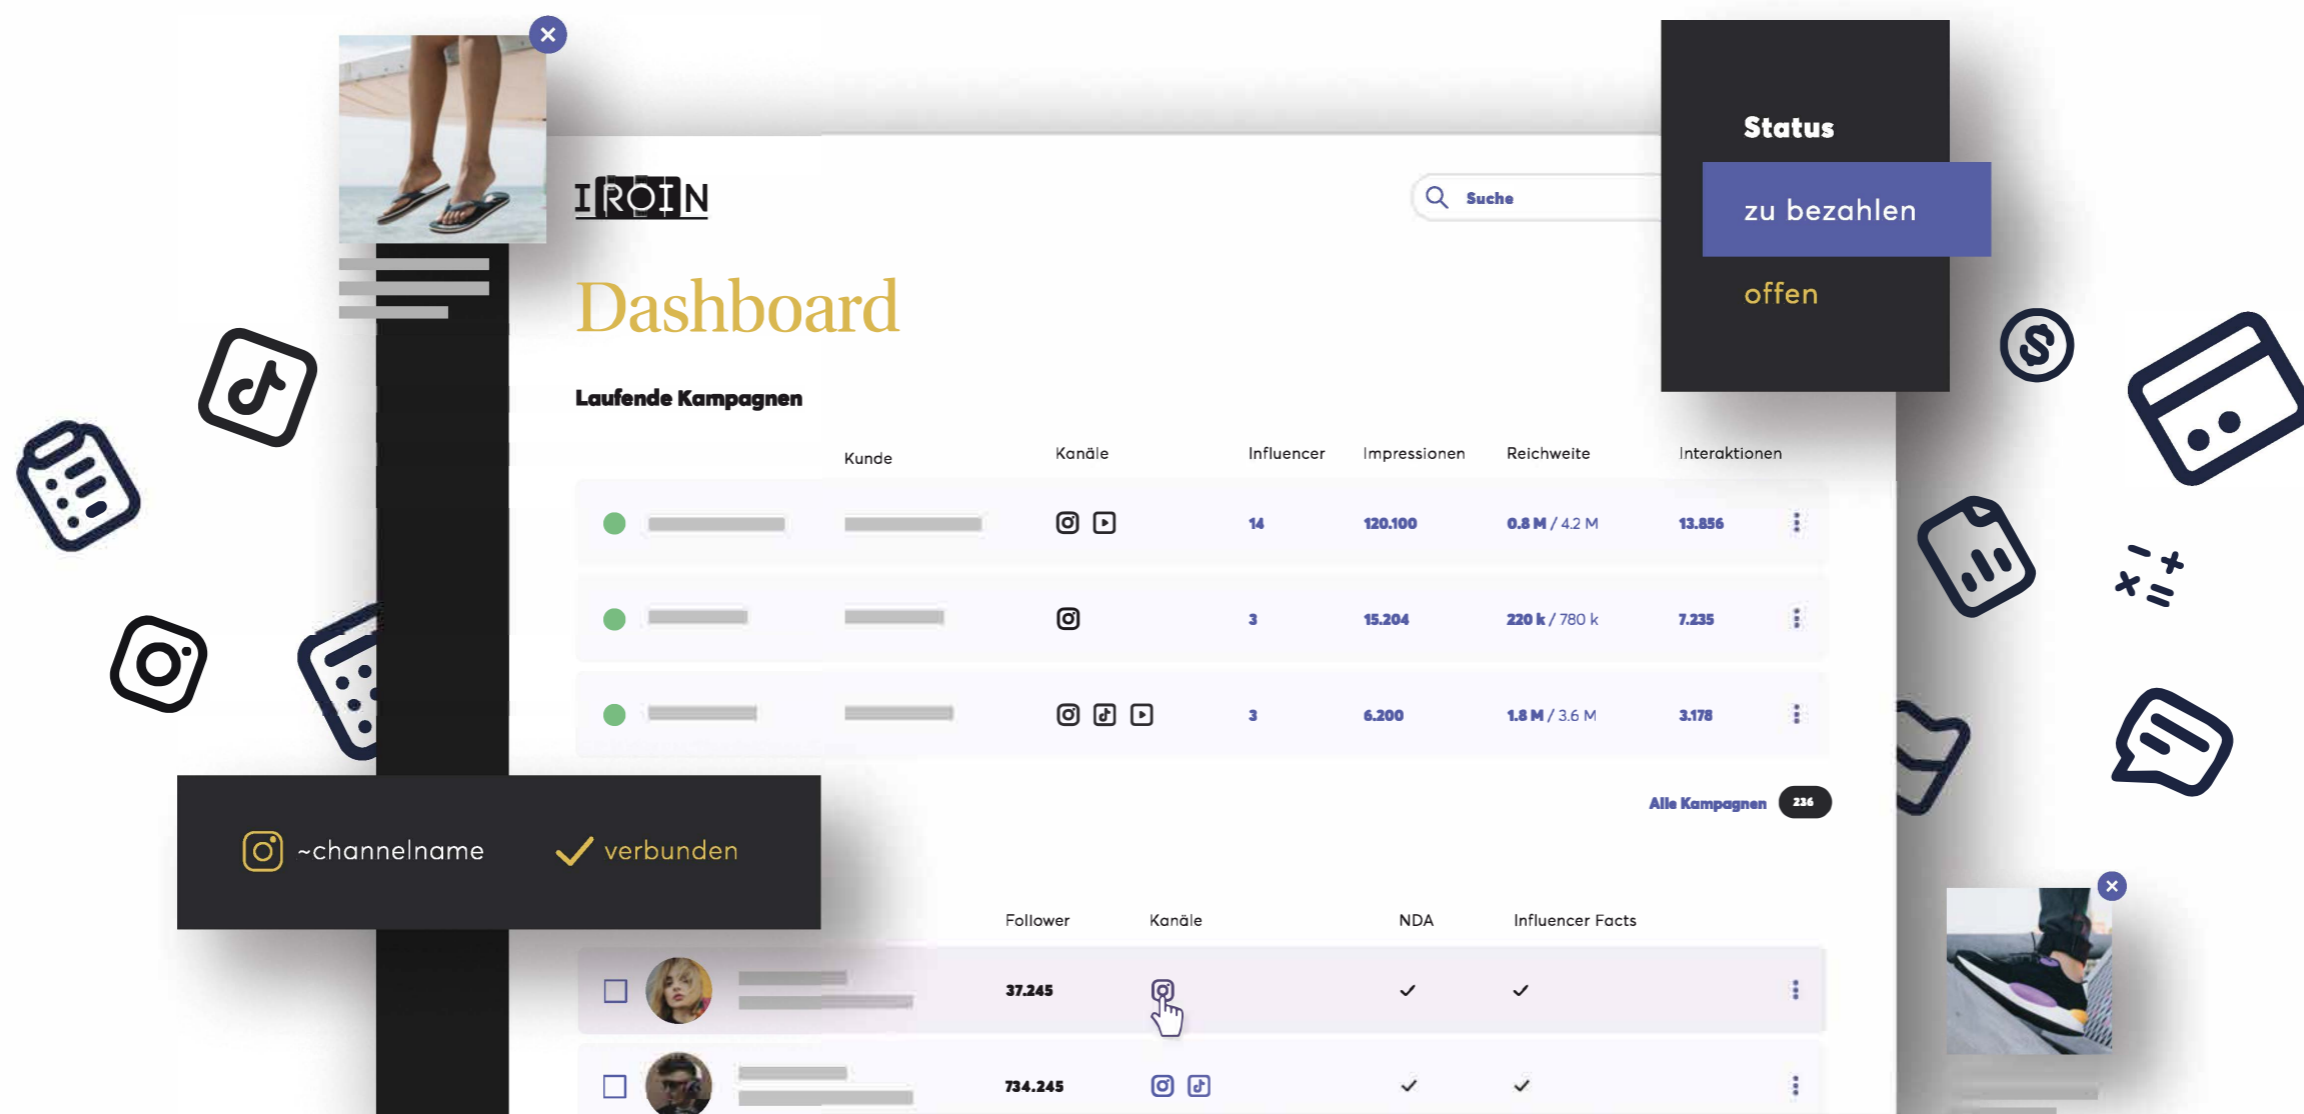 IROIN
Suche
Status
zu bezahlen
offen
Dashboard
Laufende Kampagnen
Kunde Kanäle Influencer Impressionen Reichweite Interaktionen
14 120.100 0.8 M / 4.2 M 13.856
3 15.204 220 k / 780 k 7.235
3 6.200 1.8 M / 3.6 M 3.178
Alle Kampagnen 236
~channelname verbunden
Follower Kanäle NDA Influencer Facts
37.245
734.245